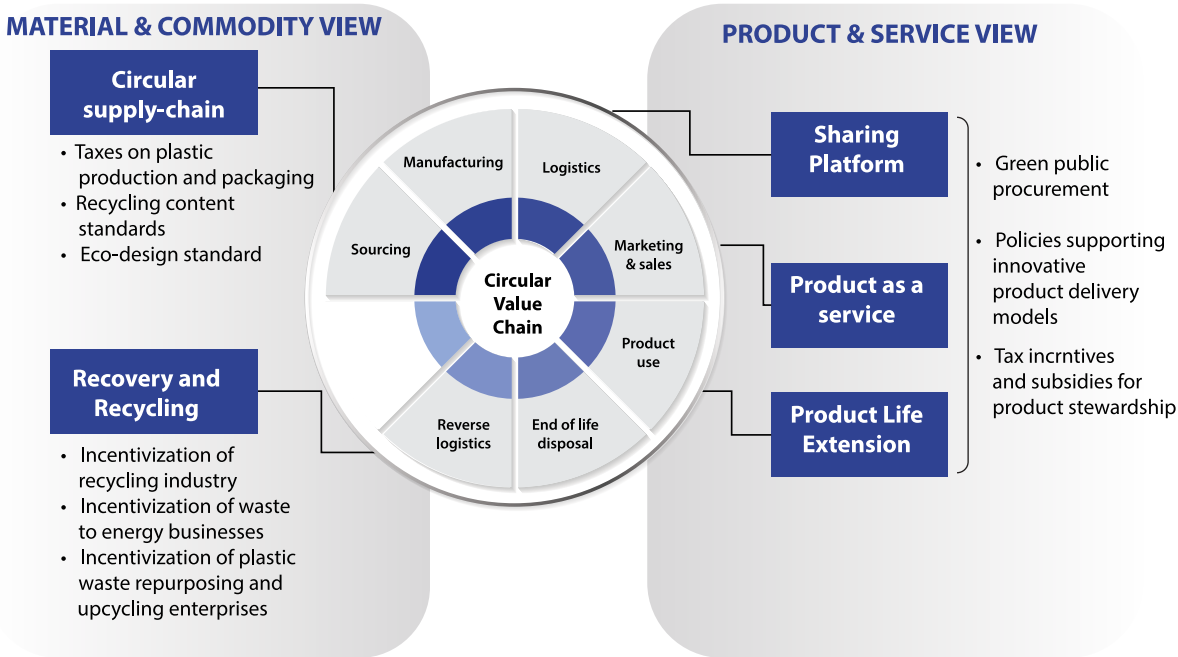 MATERIAL & COMMODITY VIEW
Circular
supply-chain
• Taxes on plastic
production and packaging
• Recycling content
standards
• Eco-design standard
Recovery and
Recycling
• Incentivization of
recycling industry
• Incentivization of waste
to energy businesses
• Incentivization of plastic
waste repurposing and
upcycling enterprises
Sourcing
Manufacturing
Logistics
Marketing
& sales
Product
use
End of life
disposal
Reverse
logistics
Circular
Value
Chain
PRODUCT & SERVICE VIEW
Sharing
Platform
Product as a
service
Product Life
Extension
• Green public
procurement
• Policies supporting
innovative
product delivery
models
• Tax incrntives
and subsidies for
product stewardship